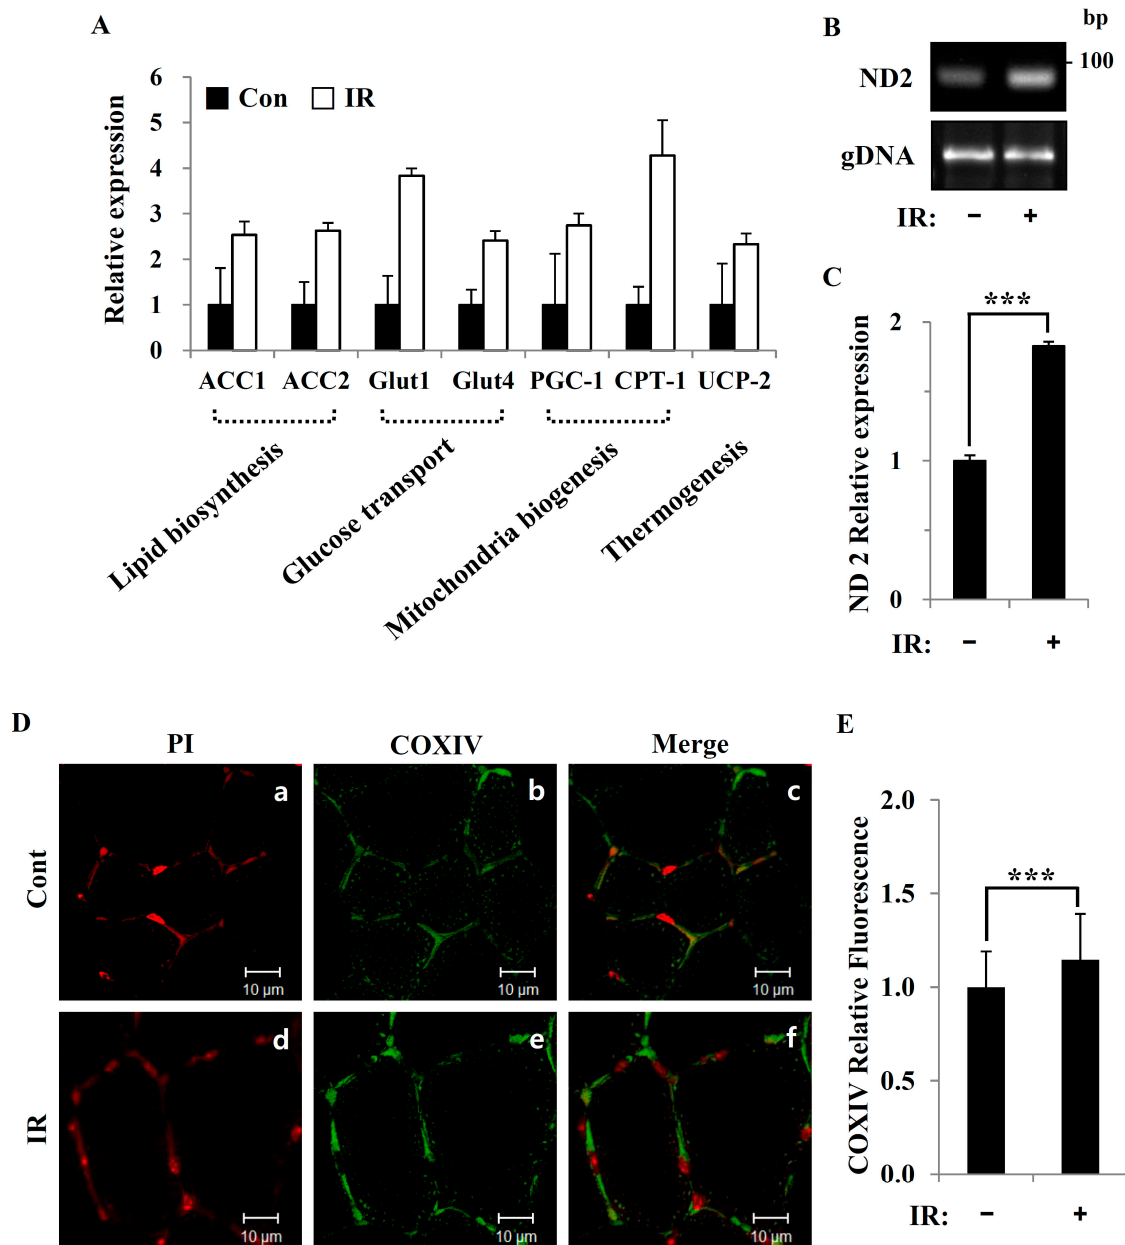 A
Relative expression
6
5
4
3
2
1
0
Con
IR
ACC1
ACC2
Glut1
Glut4
PGC-1
CPT-1
UCP-2
Lipid biosynthesis
Glucose transport
Mitochondria biogenesis
Thermogenesis
B
bp
ND2
100
gDNA
IR: − +
C
***
ND 2 Relative expression
2
1
0
IR: − +
D
PI
COXIV
Merge
Cont
a
10 µm
b
10 µm
c
10 µm
IR
d
10 µm
e
10 µm
f
10 µm
E
COXIV Relative Fluorescence
2.0
1.5
1.0
0.5
0.0
***
IR: − +